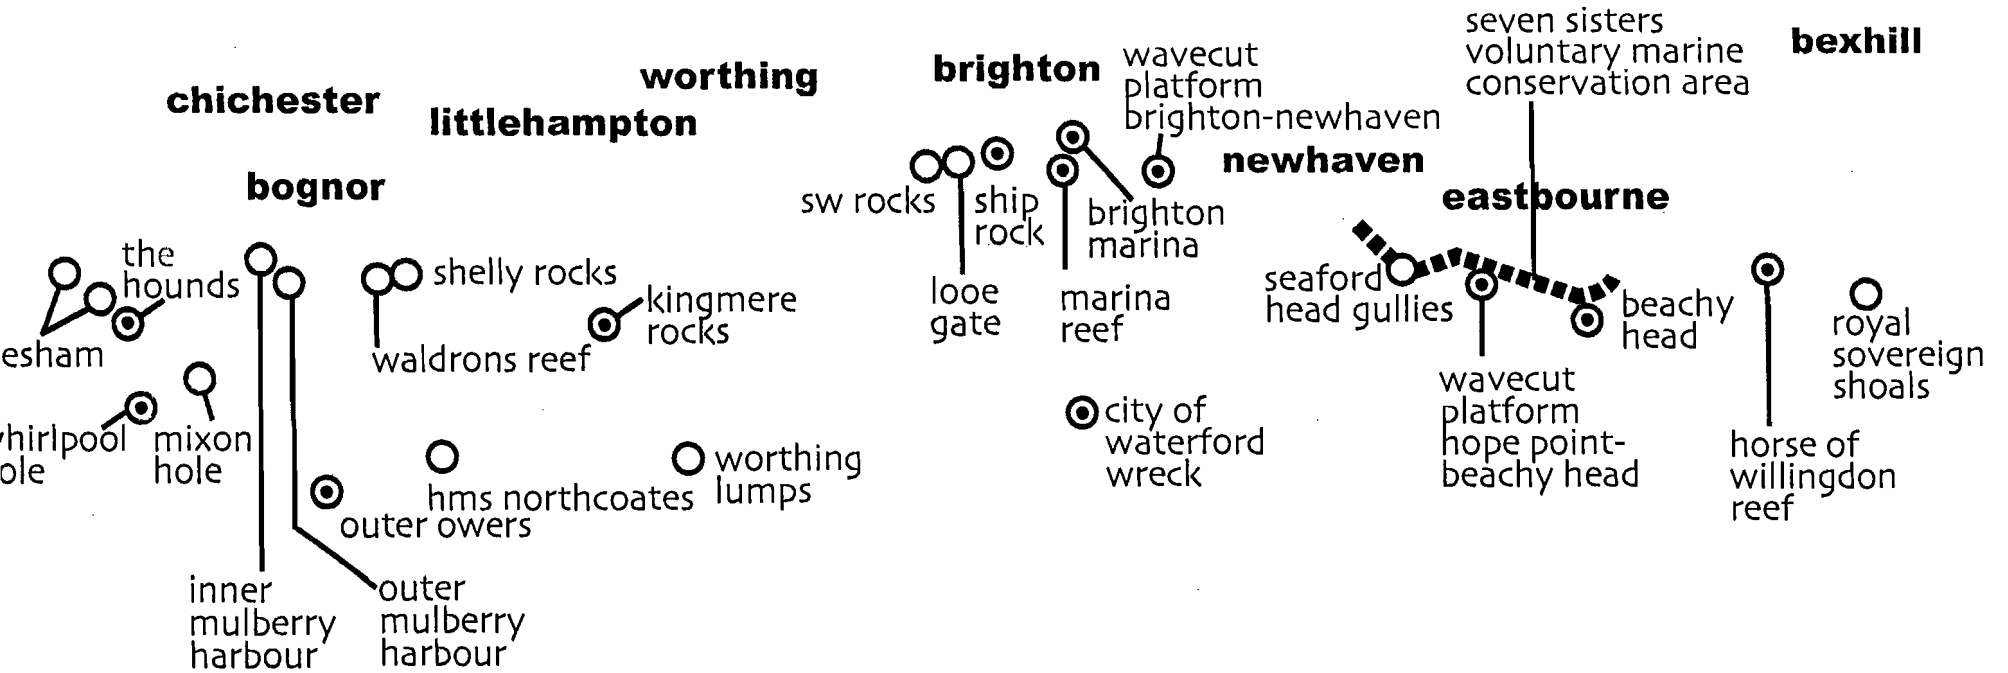 seven sisters
voluntary marine
conservation area
bexhill
wavecut
platform
brighton-newhaven
brighton
worthing
chichester
littlehampton
newhaven
bognor
eastbourne
sw rocks
ship
rock
brighton
marina
the
hounds
shelly rocks
kingmere
rocks
looe
gate
marina
reef
seaford
head gullies
beachy
head
royal
sovereign
shoals
esham
waldrons reef
wavecut
platform
hope point-
beachy head
city of
waterford
wreck
hirlpool
ole
mixon
hole
horse of
willingdon
reef
worthing
lumps
hms northcoates
outer owers
inner
mulberry
harbour
outer
mulberry
harbour